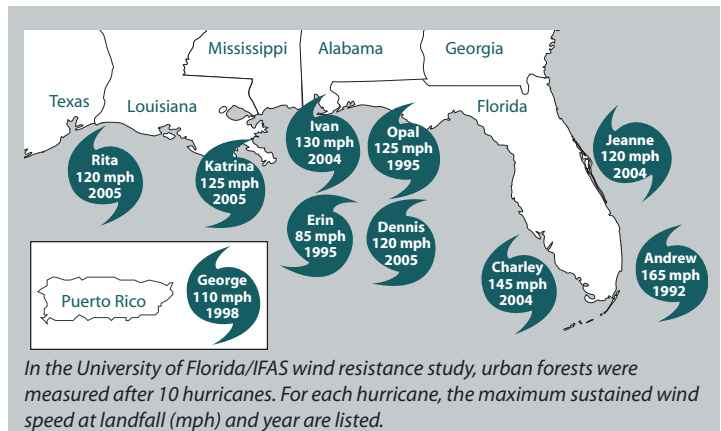 Mississippi
Alabama
Georgia
Texas
Louisiana
Florida
Rita
120 mph
2005
Katrina
125 mph
2005
Ivan
130 mph
2004
Opal
125 mph
1995
Jeanne
120 mph
2004
Erin
85 mph
1995
Dennis
120 mph
2005
Charley
145 mph
2004
Andrew
165 mph
1992
Puerto Rico
George
110 mph
1998
In the University of Florida/IFAS wind resistance study, urban forests were
measured after 10 hurricanes. For each hurricane, the maximum sustained wind
speed at landfall (mph) and year are listed.